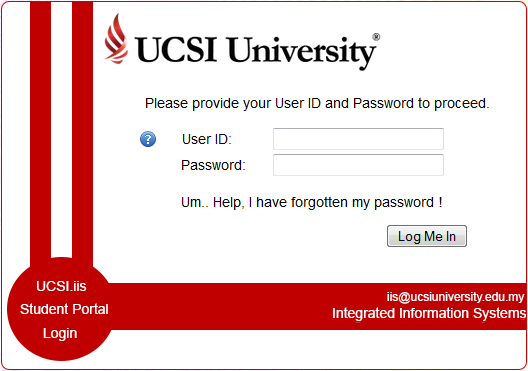 UCSI University®
Please provide your User ID and Password to proceed.
? User ID:
Password:
Um.. Help, I have forgotten my password !
Log Me In
UCSI.iis
Student Portal
Login
iis@ucsiuniversity.edu.my
Integrated Information Systems